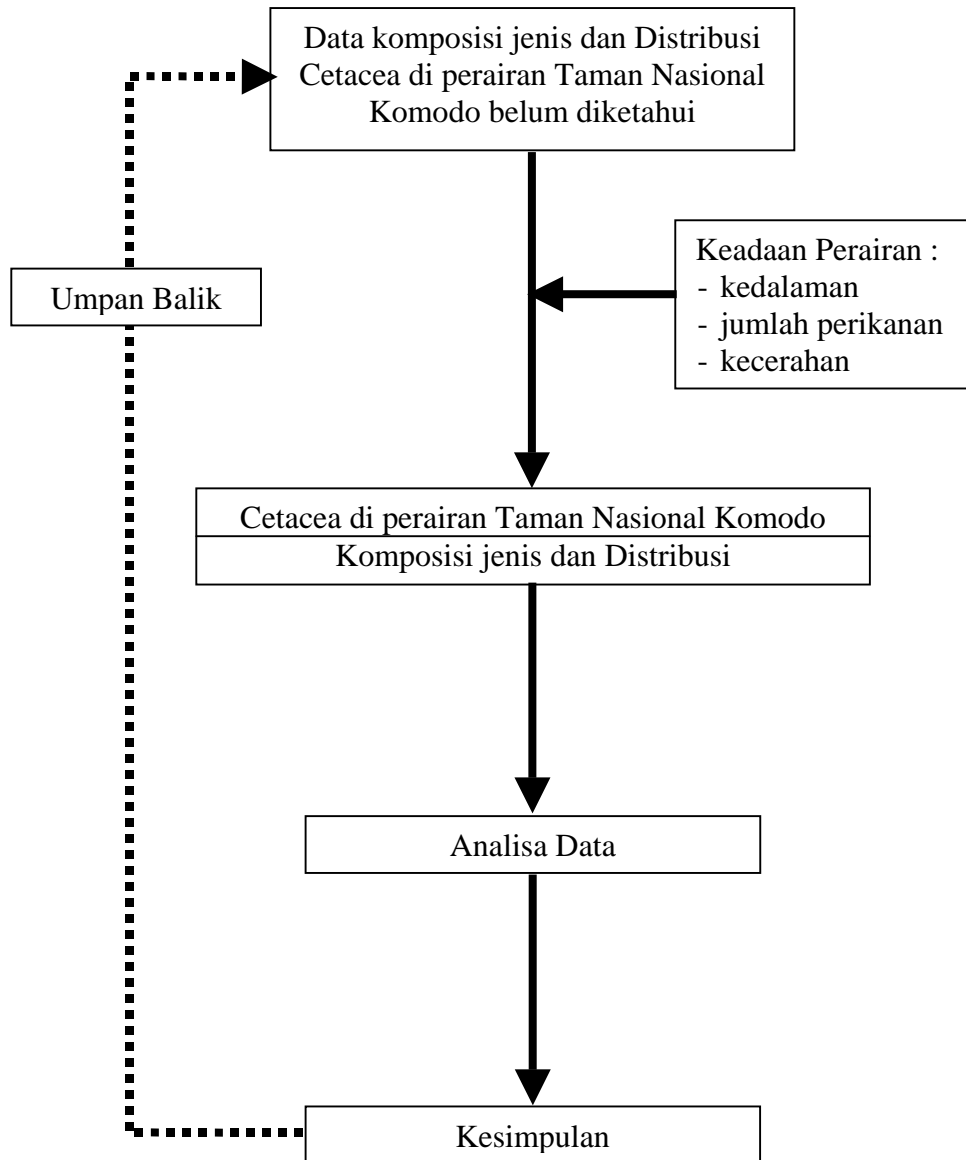 Data komposisi jenis dan Distribusi
Cetacea di perairan Taman Nasional
Komodo belum diketahui
Keadaan Perairan :
- kedalaman
- jumlah perikanan
- kecerahan
Umpan Balik
Cetacea di perairan Taman Nasional Komodo
Komposisi jenis dan Distribusi
Analisa Data
Kesimpulan